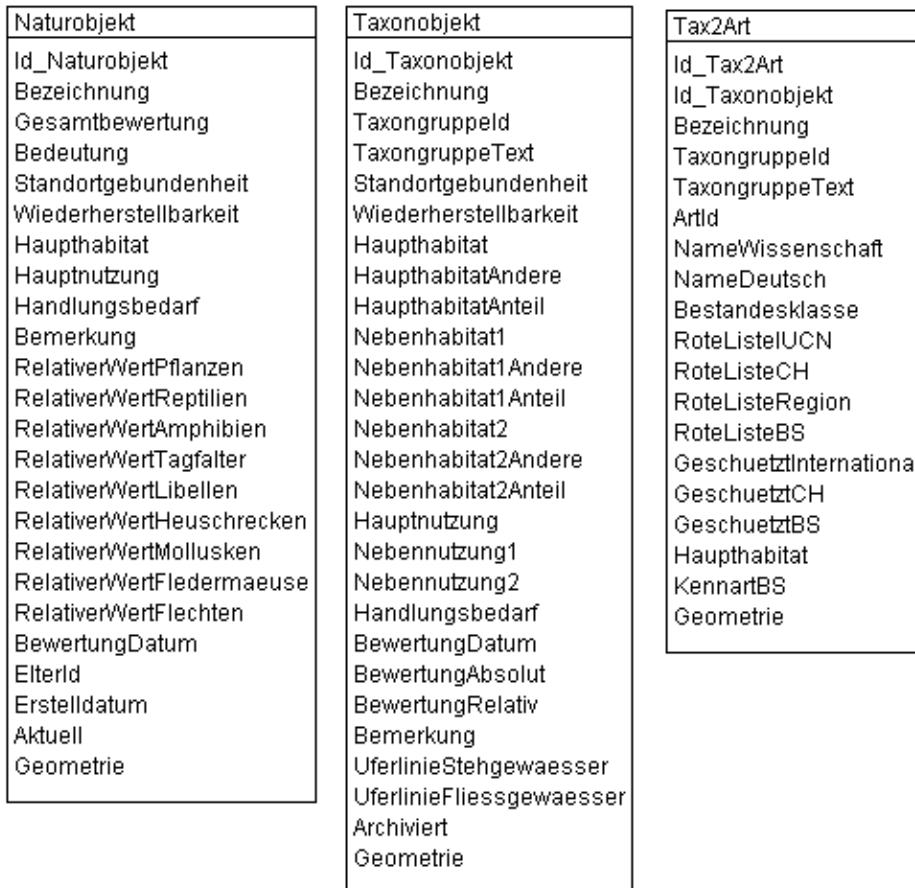 Naturobjekt
Id_Naturobjekt
Bezeichnung
Gesamtbewertung
Bedeutung
Standortgebundenheit
Wiederherstellbarkeit
Haupthabitat
Hauptnutzung
Handlungsbedarf
Bemerkung
RelativerWertPflanzen
RelativerWertReptilien
RelativerWertAmphibien
RelativerWertTagfalter
RelativerWertLibellen
RelativerWertHeuschrecken
RelativerWertMollusken
RelativerWertFledermaeuse
RelativerWertFlechten
BewertungDatum
ElterId
Erstelldatum
Aktuell
Geometrie
Taxonobjekt
Id_Taxonobjekt
Bezeichnung
TaxongruppeId
TaxongruppeText
Standortgebundenheit
Wiederherstellbarkeit
Haupthabitat
HaupthabitatAndere
HaupthabitatAnteil
Nebenhabitat1
Nebenhabitat1Andere
Nebenhabitat1Anteil
Nebenhabitat2
Nebenhabitat2Andere
Nebenhabitat2Anteil
Hauptnutzung
Nebennutzung1
Nebennutzung2
Handlungsbedarf
BewertungDatum
BewertungAbsolut
BewertungRelativ
Bemerkung
UferlinieStehgewaesser
UferlinieFliessgewaesser
Archiviert
Geometrie
Tax2Art
Id_Tax2Art
Id_Taxonobjekt
Bezeichnung
TaxongruppeId
TaxongruppeText
ArtId
NameWissenschaft
NameDeutsch
Bestandesklasse
RoteListeIUCN
RoteListeCH
RoteListeRegion
RoteListeBS
GeschuetztInternationa
GeschuetztCH
GeschuetztBS
Haupthabitat
KennartBS
Geometrie